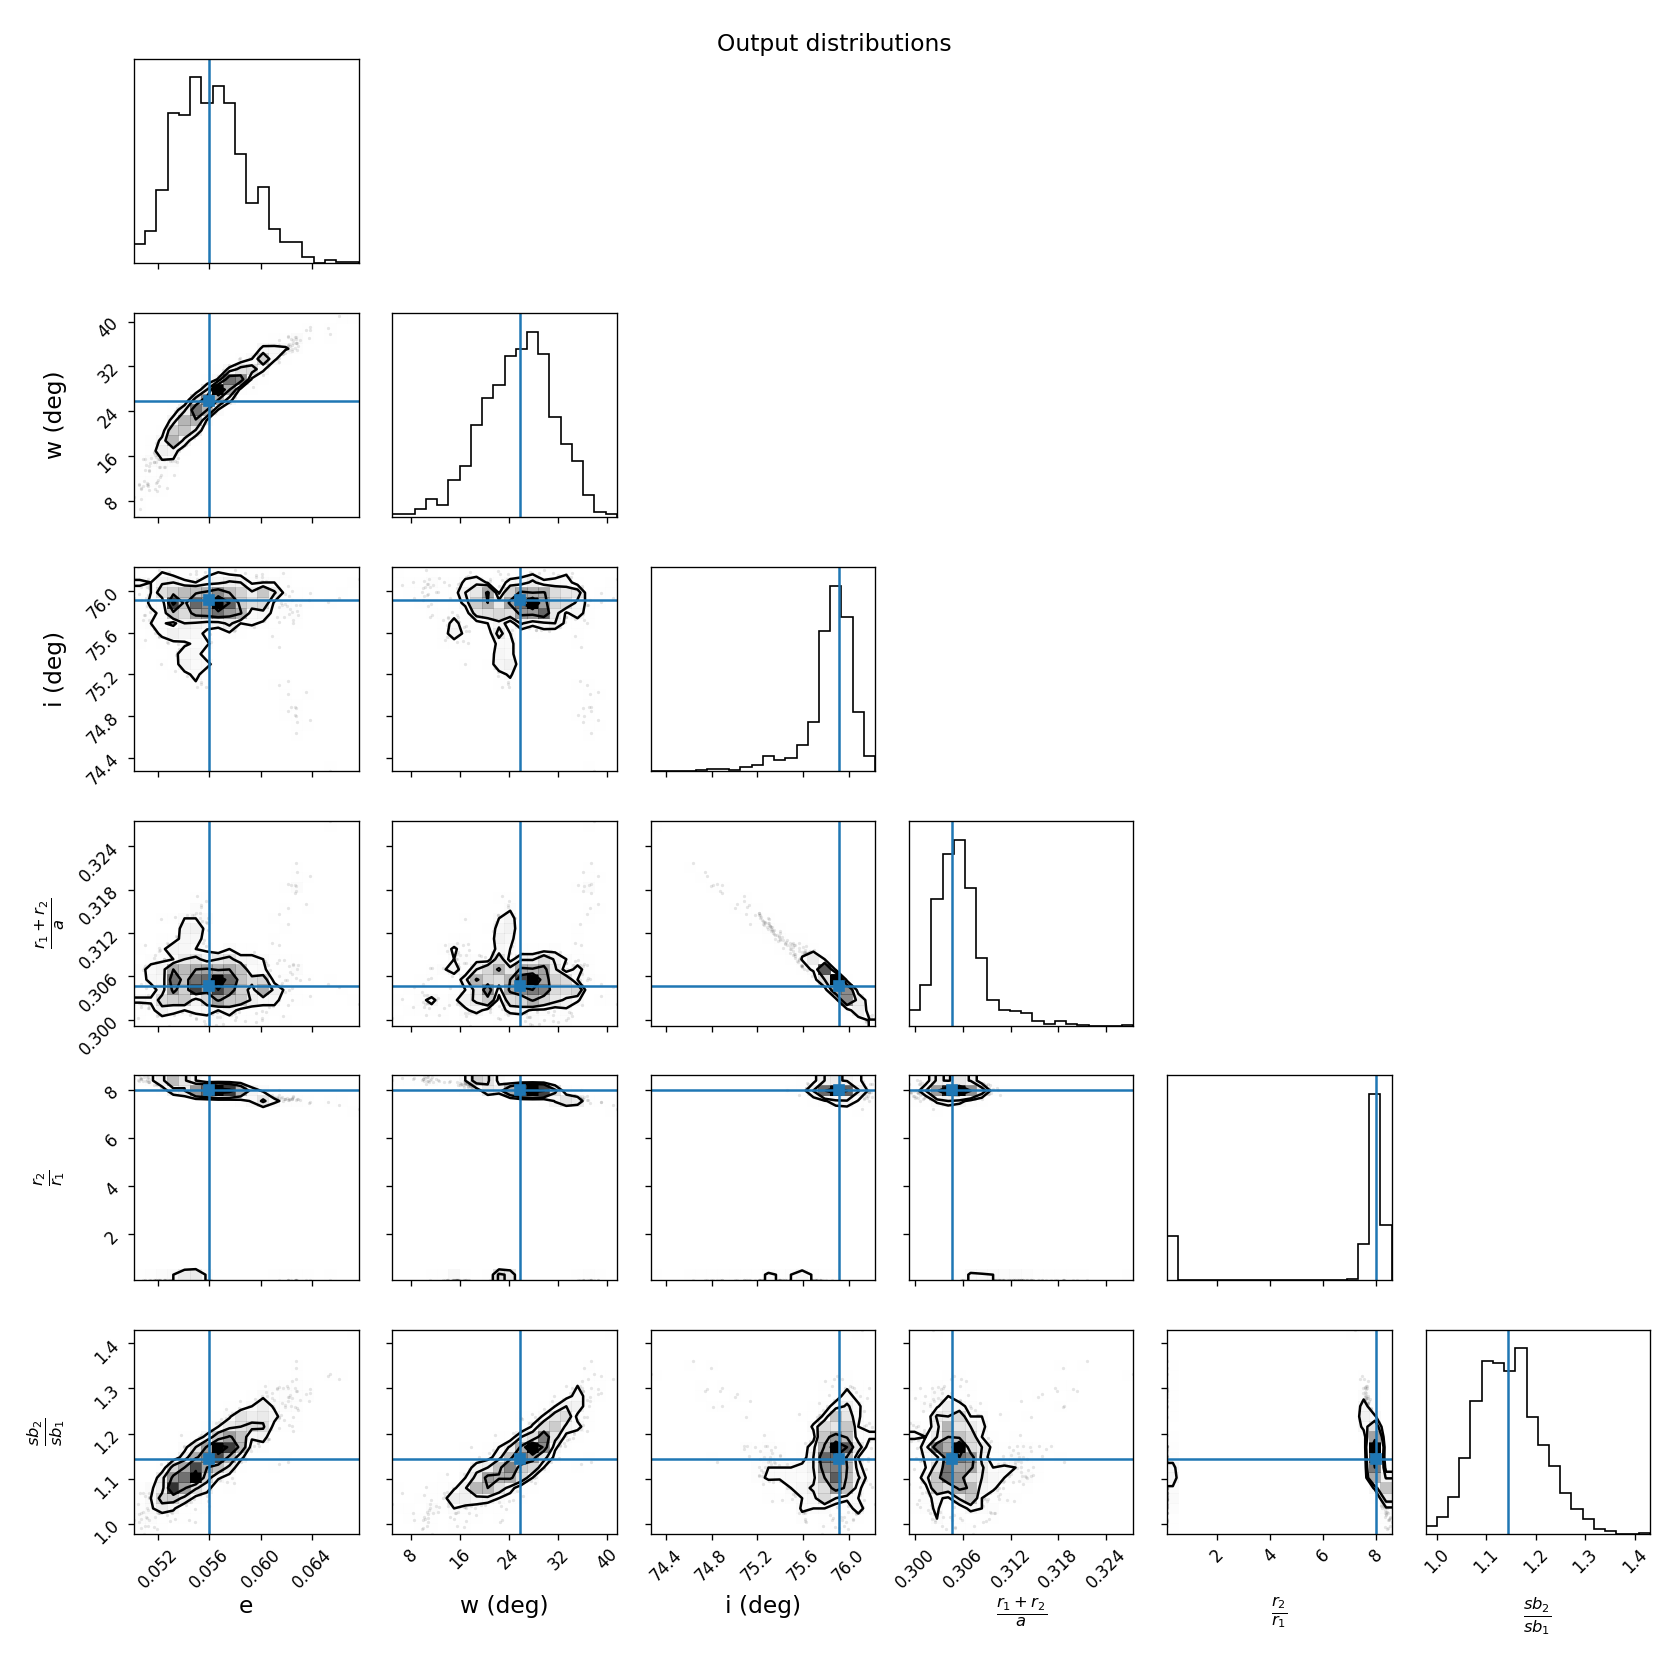 Output distributions
w (deg)
40
32
24
16
8
i (deg)
76.0
75.6
75.2
74.8
74.4
r₁ + r₂
a
0.324
0.318
0.312
0.306
0.300
r₂
r₁
8
6
4
2
sb₂
sb₁
1.4
1.3
1.2
1.1
1.0
0.052 0.056 0.060 0.064
8 16 24 32 40
74.4 74.8 75.2 75.6 76.0
0.300 0.306 0.312 0.318 0.324
2 4 6 8
1.0 1.1 1.2 1.3 1.4
e
w (deg)
i (deg)
r₁ + r₂
a
r₂
r₁
sb₂
sb₁